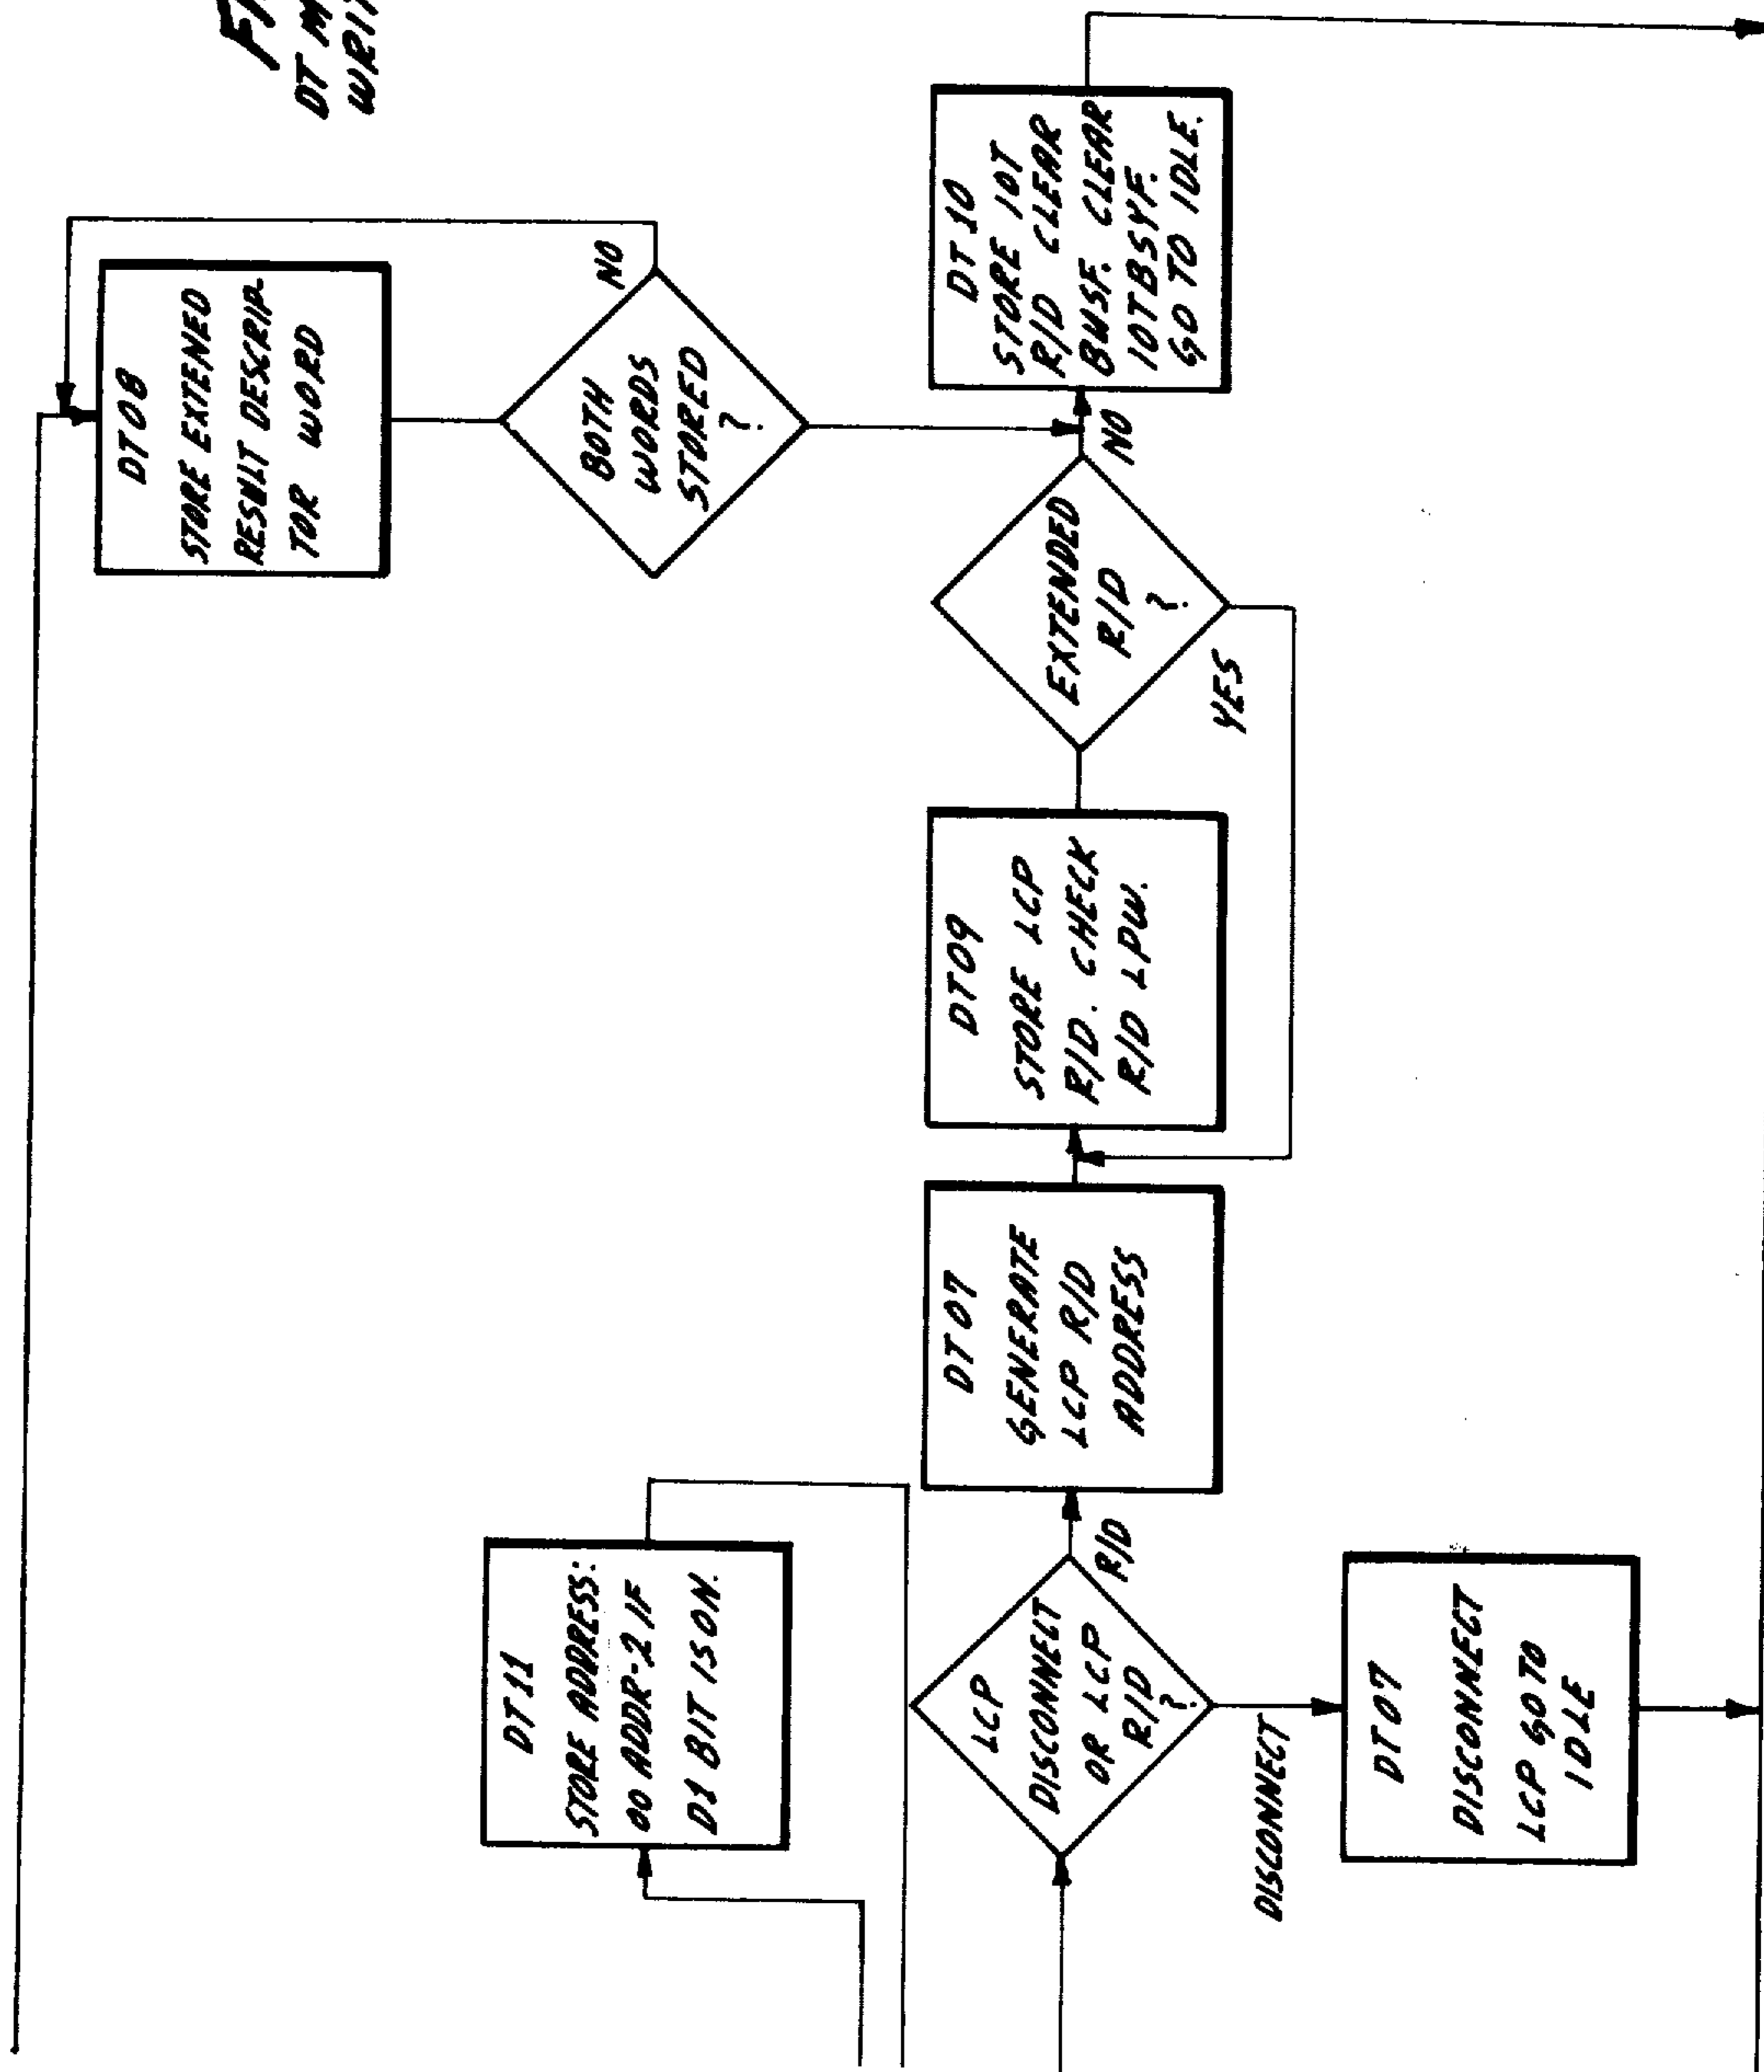 DT
DT08
STORE EXTENED
RESULT DESCRIP-
TOR WORD
BOTH
WORDS
STORED
?
NO
DT11
STORE ADDRESS:
00 ADDR-2 IF
D1 BIT IS ON.
LCP
DISCONNECT
OR LCP
R/D
?
R/D
DISCONNECT
DT07
GENERATE
LCP R/D
ADDRESS
DT09
STORE LCP
R/D. CHECK
R/D LPW.
EXTENDED
R/D
?
NO
YES
DT10
STORE IOT
R/D CLEAR
BUSF. CLEAR
IOTBSYF.
GO TO IDLE.
DT07
DISCONNECT
LCP GO TO
IDLE